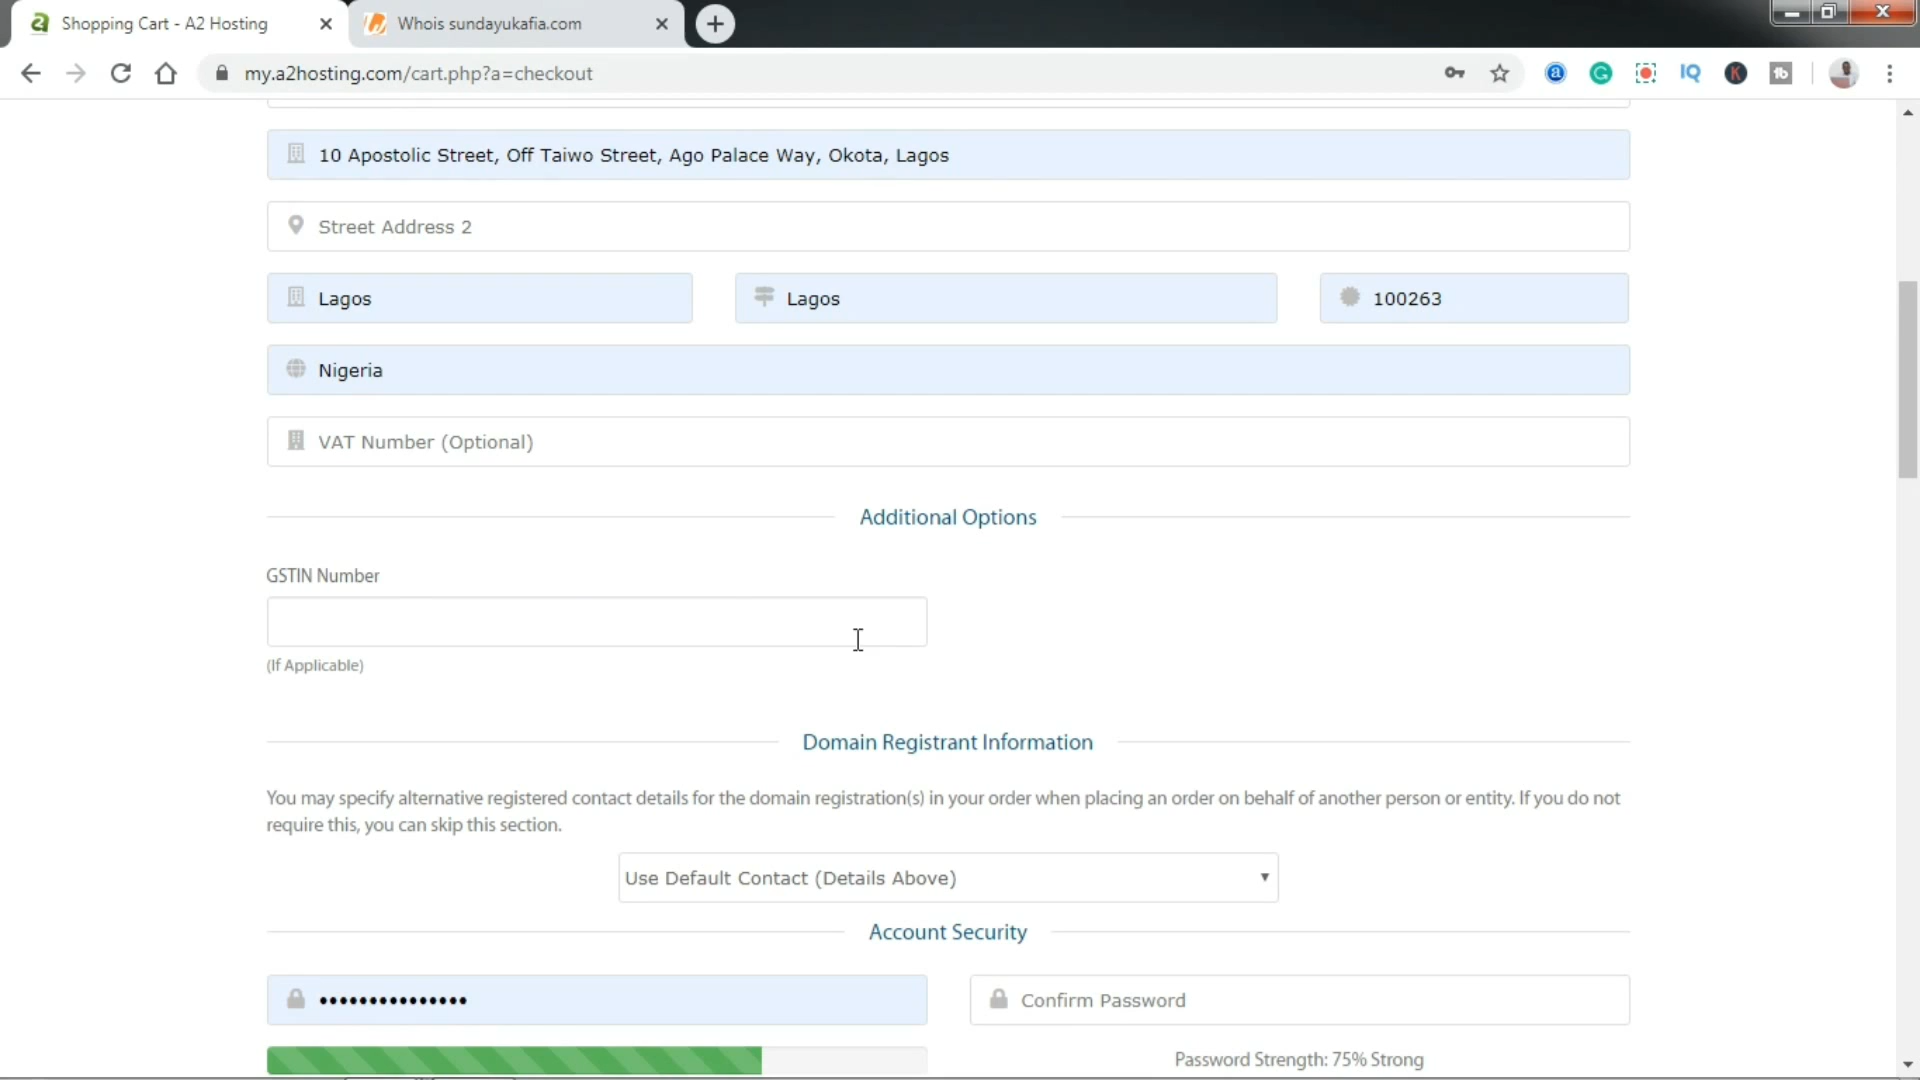 Shopping Cart - A2 Hosting
Whois sundayukafia.com
my.a2hosting.com/cart.php?a=checkout
10 Apostolic Street, Off Taiwo Street, Ago Palace Way, Okota, Lagos
Street Address 2
Lagos
Lagos
100263
Nigeria
VAT Number (Optional)
Additional Options
GSTIN Number
(If Applicable)
Domain Registrant Information
You may specify alternative registered contact details for the domain registration(s) in your order when placing an order on behalf of another person or entity. If you do not
require this, you can skip this section.
Use Default Contact (Details Above)
Account Security
•••••••••••••••
Confirm Password
Password Strength: 75% Strong